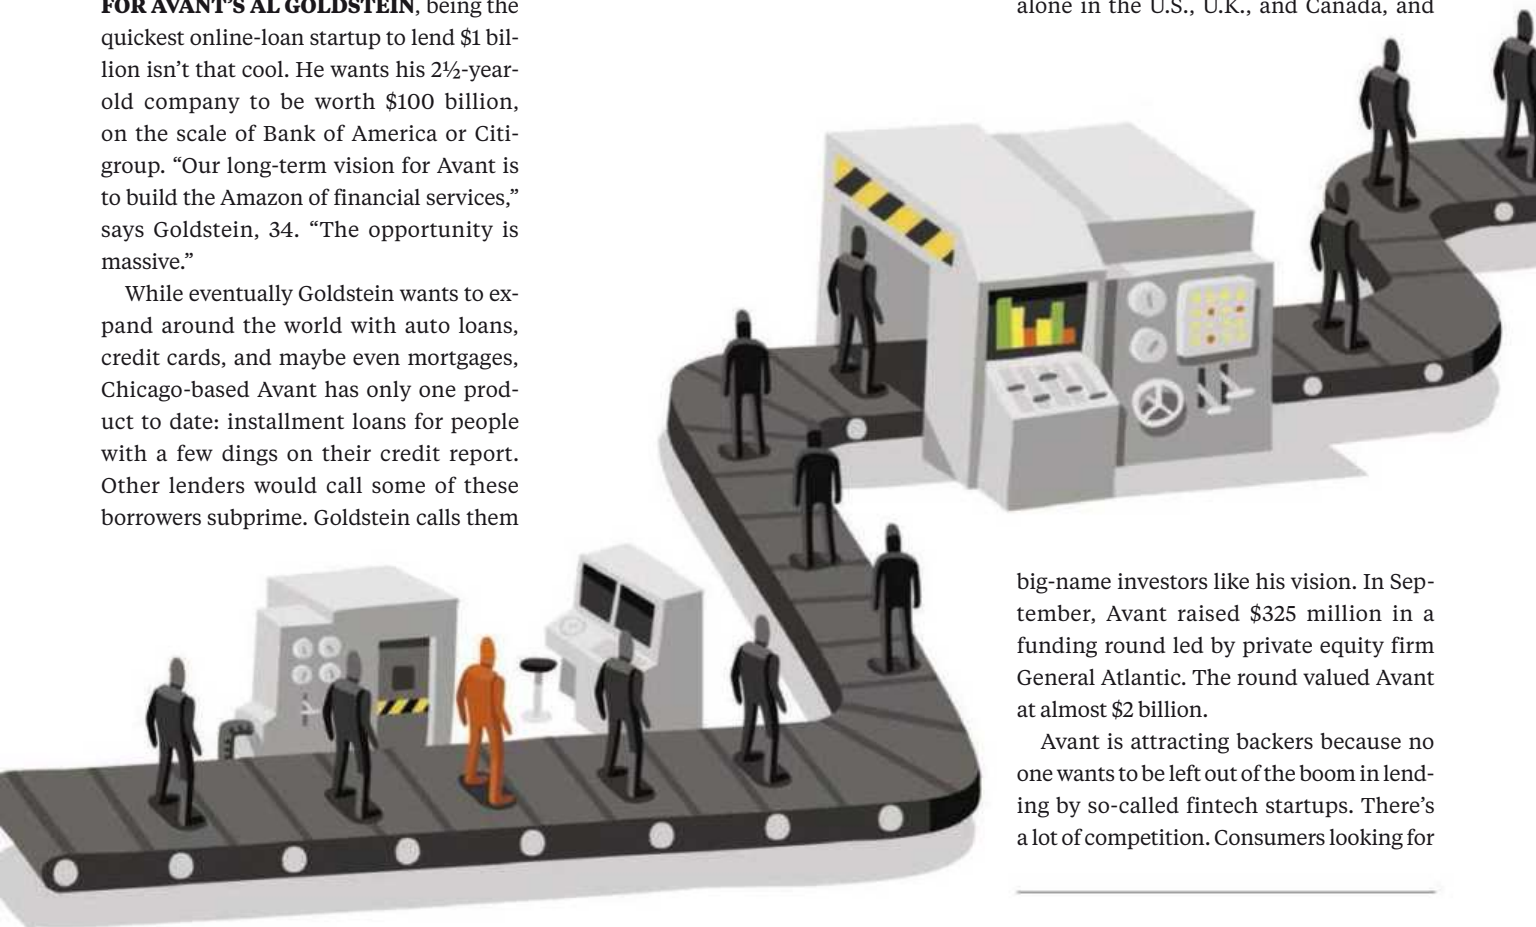 FOR AVANT'S AL GOLDSTEIN, being the
quickest online-loan startup to lend $1 bil-
lion isn't that cool. He wants his 2½-year-
old company to be worth $100 billion,
on the scale of Bank of America or Citi-
group. “Our long-term vision for Avant is
to build the Amazon of financial services,”
says Goldstein, 34. “The opportunity is
massive.”
While eventually Goldstein wants to ex-
pand around the world with auto loans,
credit cards, and maybe even mortgages,
Chicago-based Avant has only one prod-
uct to date: installment loans for people
with a few dings on their credit report.
Other lenders would call some of these
borrowers subprime. Goldstein calls them
alone in the U.S., U.K., and Canada, and
big-name investors like his vision. In Sep-
tember, Avant raised $325 million in a
funding round led by private equity firm
General Atlantic. The round valued Avant
at almost $2 billion.
Avant is attracting backers because no
one wants to be left out of the boom in lend-
ing by so-called fintech startups. There's
a lot of competition. Consumers looking for